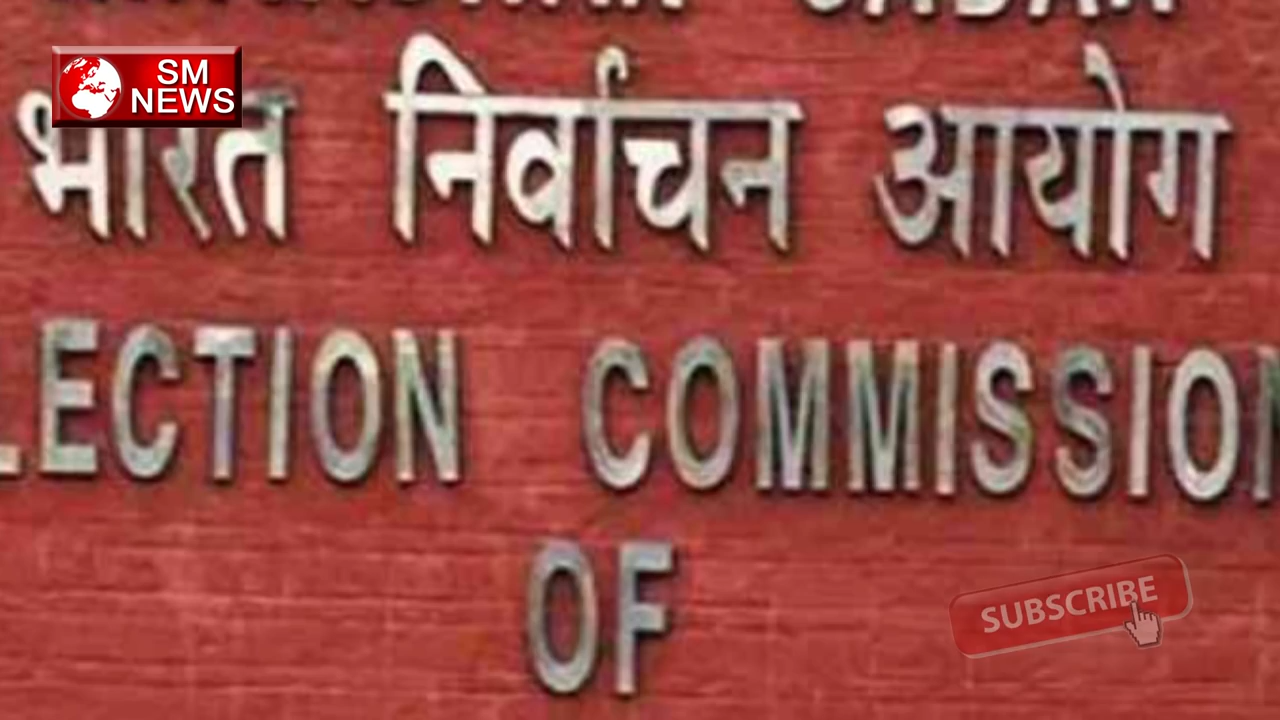 SM
NEWS
भारत निर्वाचन आयोग
LECTION COMMISSION
OF
SUBSCRIBE